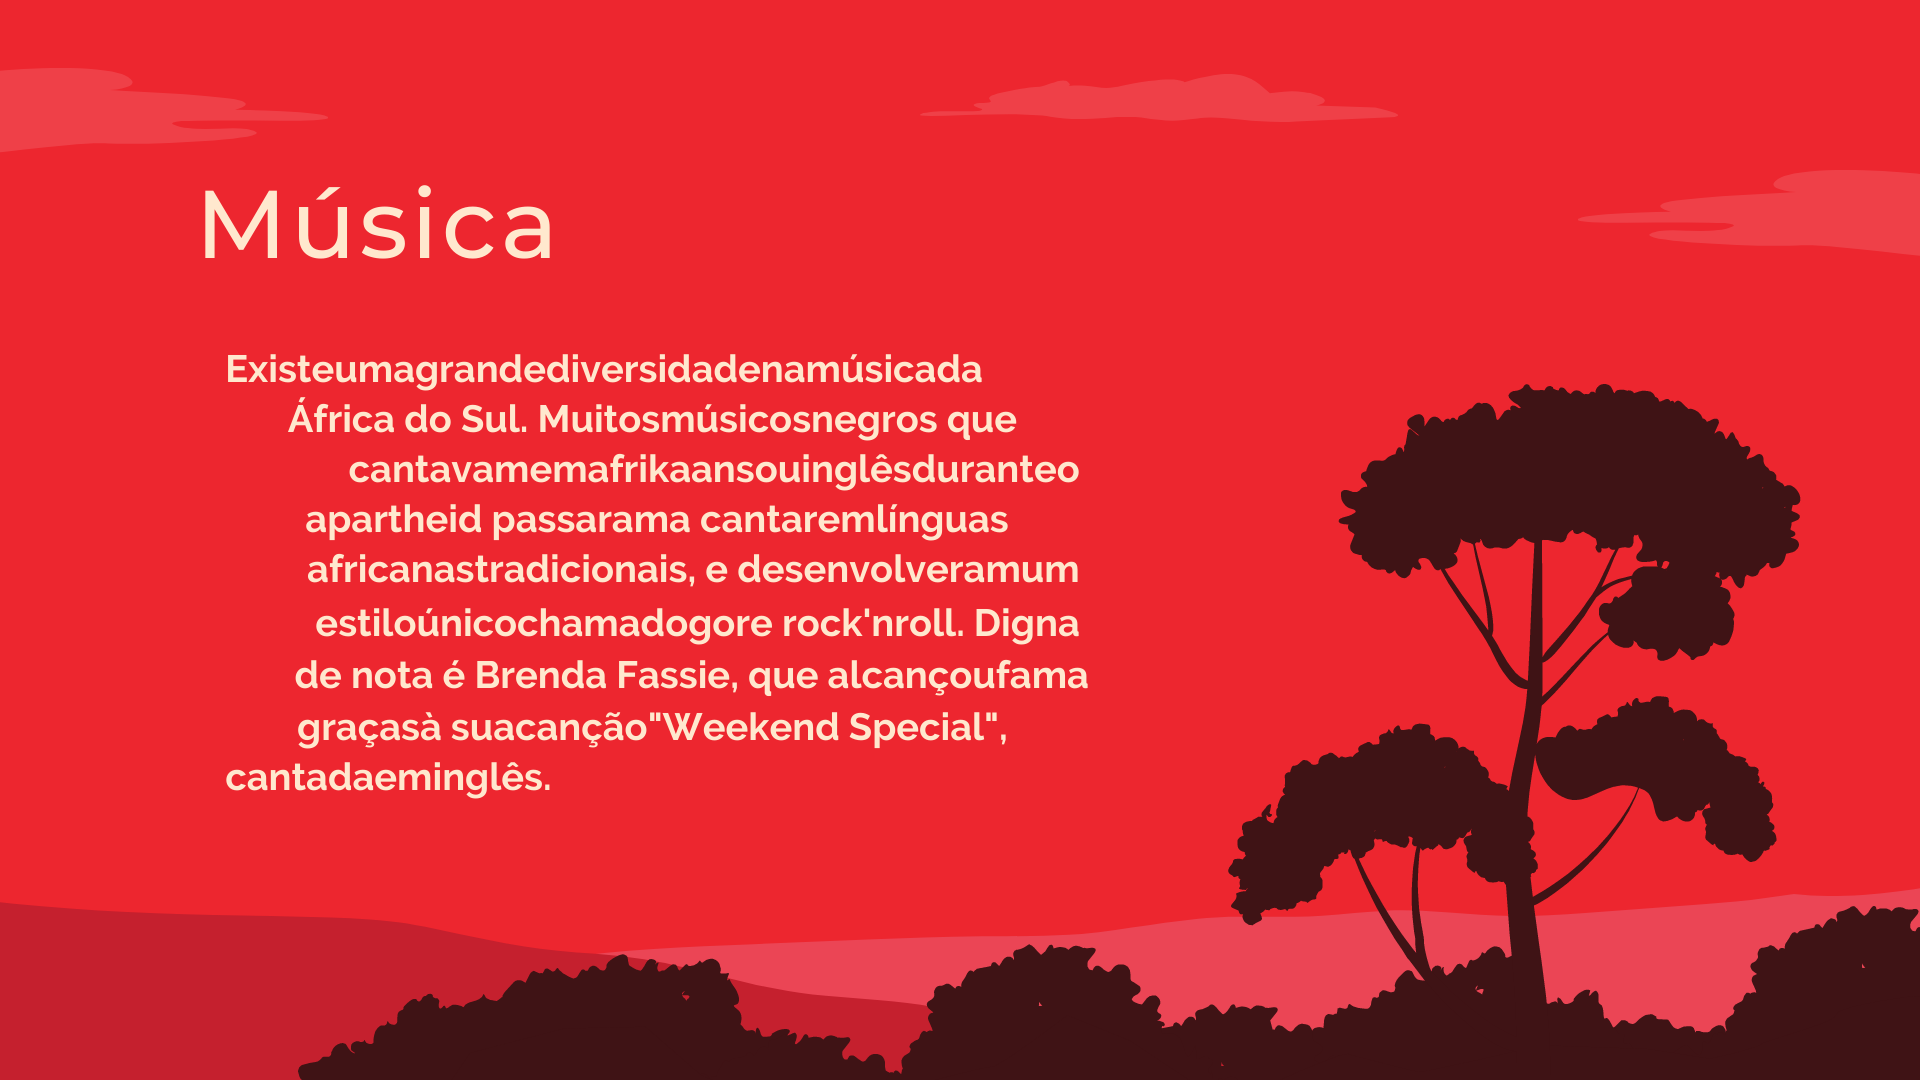 Música
Existeumagrandediversidadenamúsicada
África do Sul. Muitosmúsicosnegros que
cantavamemafrikaansouinglêsduranteo
apartheid passarama cantaremlínguas
africanastradicionais, e desenvolveramum
estiloúnicochamadogore rock'nroll. Digna
de nota é Brenda Fassie, que alcançoufama
graçasà suacanção"Weekend Special",
cantadaeminglês.